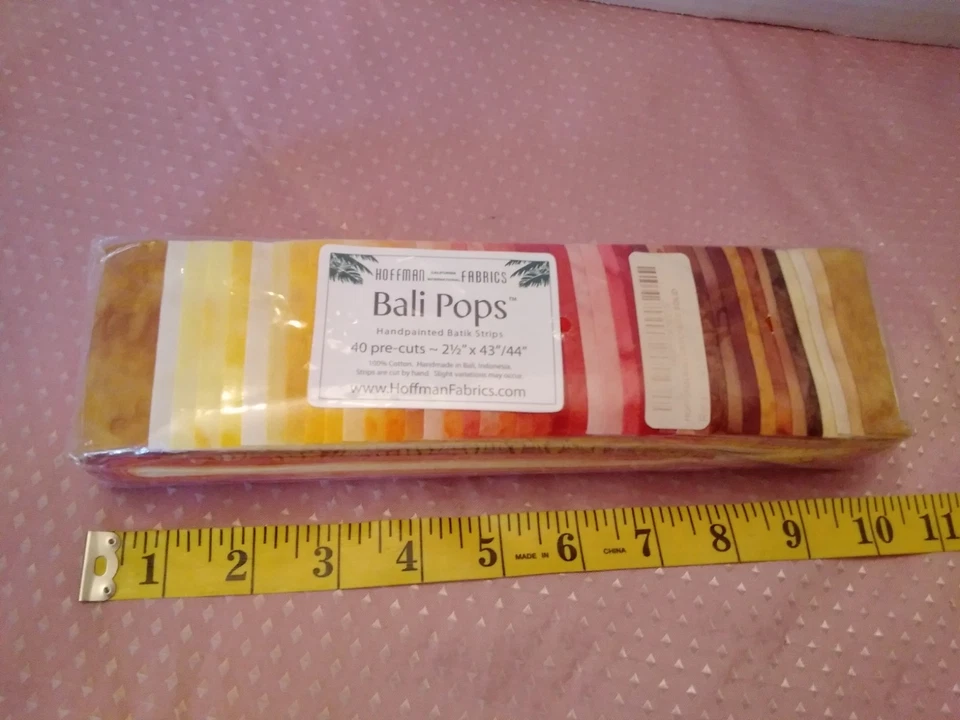 HOFFMAN CALIFORNIA INTERNATIONAL FABRICS
Bali Pops™
Handpainted Batik Strips
40 pre-cuts ~ 2½" x 43"/44"
100% Cotton. Handmade in Bali, Indonesia.
Strips are cut by hand. Slight variations may occur.
www.HoffmanFabrics.com
1 2 3 4 5 MADE IN 6 CHINA 7 8 9 10 11